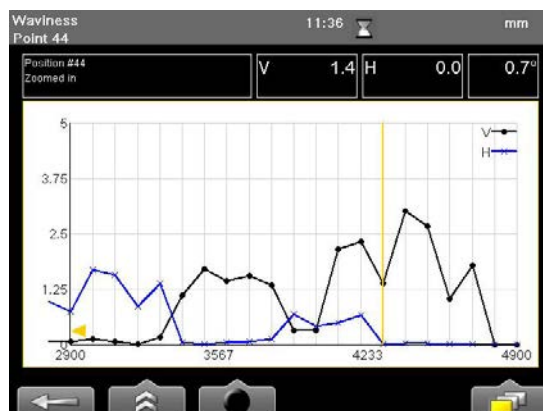 Waviness
11:36
mm
Point 44
Position #44
Zoomed in
V
1.4
H
0.0
0.7°
5
V
H
3.75
2.5
1.25
0
2900
3567
4233
4900